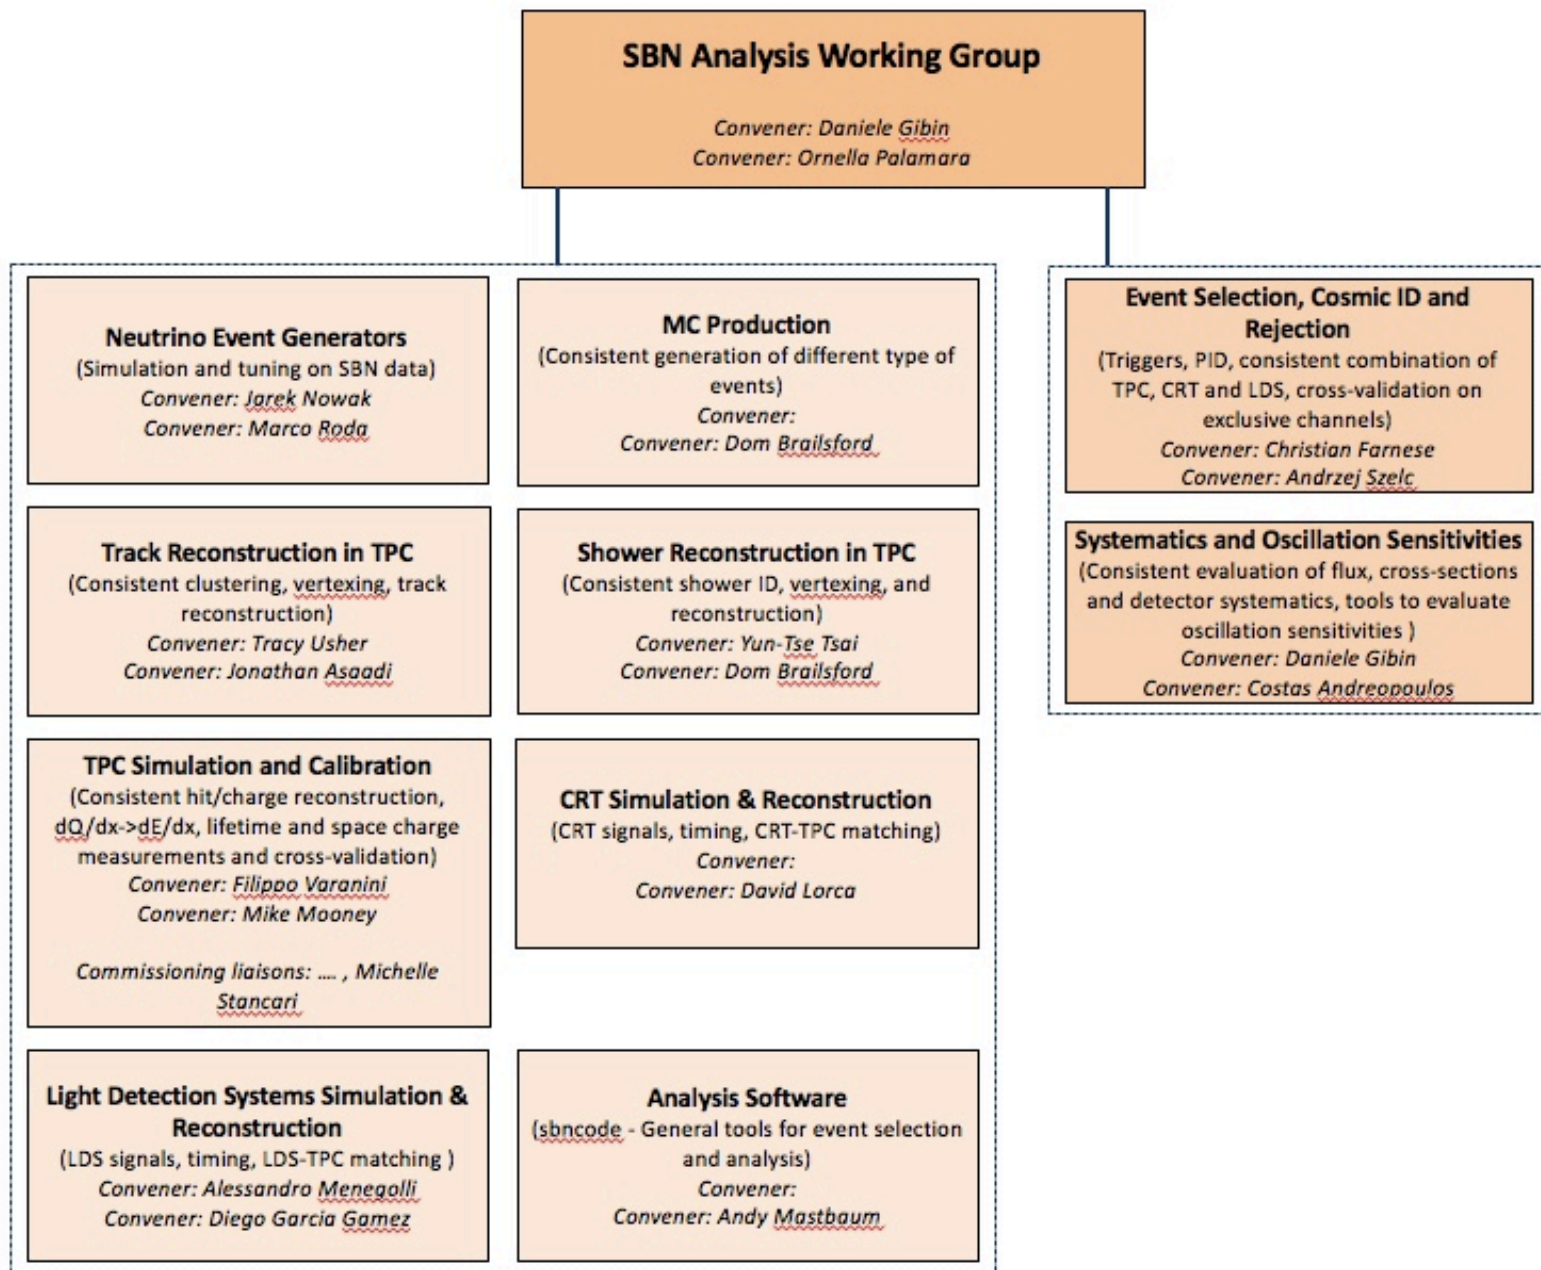 SBN Analysis Working Group
Convener: Daniele Gibin
Convener: Ornella Palamara
Neutrino Event Generators
(Simulation and tuning on SBN data)
Convener: Jarek Nowak
Convener: Marco Roda
MC Production
(Consistent generation of different type of
events)
Convener:
Convener: Dom Brailsford
Event Selection, Cosmic ID and
Rejection
(Triggers, PID, consistent combination of
TPC, CRT and LDS, cross-validation on
exclusive channels)
Convener: Christian Farnese
Convener: Andrzej Szelc
Track Reconstruction in TPC
(Consistent clustering, vertexing, track
reconstruction)
Convener: Tracy Usher
Convener: Jonathan Asaadi
Shower Reconstruction in TPC
(Consistent shower ID, vertexing, and
reconstruction)
Convener: Yun-Tse Tsai
Convener: Dom Brailsford
Systematics and Oscillation Sensitivities
(Consistent evaluation of flux, cross-sections
and detector systematics, tools to evaluate
oscillation sensitivities )
Convener: Daniele Gibin
Convener: Costas Andreopoulos
TPC Simulation and Calibration
(Consistent hit/charge reconstruction,
dQ/dx->dE/dx, lifetime and space charge
measurements and cross-validation)
Convener: Filippo Varanini
Convener: Mike Mooney
Commissioning liaisons: .... , Michelle
Stancari
CRT Simulation & Reconstruction
(CRT signals, timing, CRT-TPC matching)
Convener:
Convener: David Lorca
Light Detection Systems Simulation &
Reconstruction
(LDS signals, timing, LDS-TPC matching )
Convener: Alessandro Menegolli
Convener: Diego Garcia Gamez
Analysis Software
(sbncode - General tools for event selection
and analysis)
Convener:
Convener: Andy Mastbaum